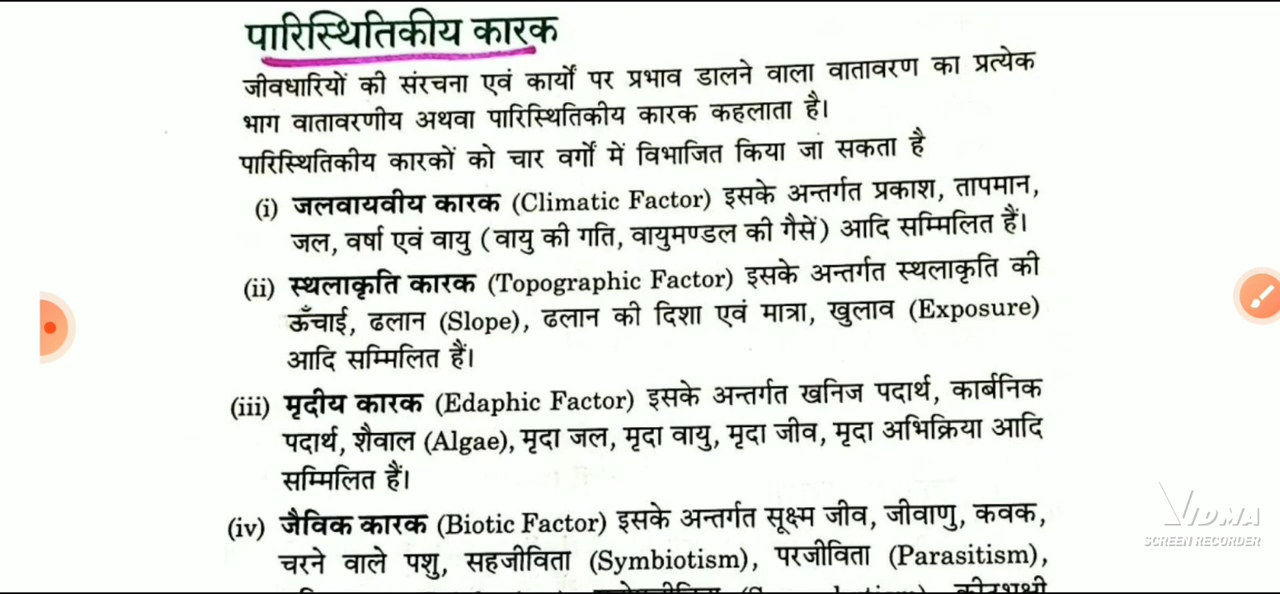 पारिस्थितिकीय कारक
जीवधारियों की संरचना एवं कार्यों पर प्रभाव डालने वाला वातावरण का प्रत्येक
भाग वातावरणीय अथवा पारिस्थितिकीय कारक कहलाता है।
पारिस्थितिकीय कारकों को चार वर्गों में विभाजित किया जा सकता है
(i) जलवायवीय कारक (Climatic Factor) इसके अन्तर्गत प्रकाश, तापमान,
जल, वर्षा एवं वायु (वायु की गति, वायुमण्डल की गैसें) आदि सम्मिलित हैं।
(ii) स्थलाकृति कारक (Topographic Factor) इसके अन्तर्गत स्थलाकृति की
ऊँचाई, ढलान (Slope), ढलान की दिशा एवं मात्रा, खुलाव (Exposure)
आदि सम्मिलित हैं।
(iii) मृदीय कारक (Edaphic Factor) इसके अन्तर्गत खनिज पदार्थ, कार्बनिक
पदार्थ, शैवाल (Algae), मृदा जल, मृदा वायु, मृदा जीव, मृदा अभिक्रिया आदि
सम्मिलित हैं।
(iv) जैविक कारक (Biotic Factor) इसके अन्तर्गत सूक्ष्म जीव, जीवाणु, कवक,
चरने वाले पशु, सहजीविता (Symbiotism), परजीविता (Parasitism),
कीटभक्षी
VIDMA
SCREEN RECORDER